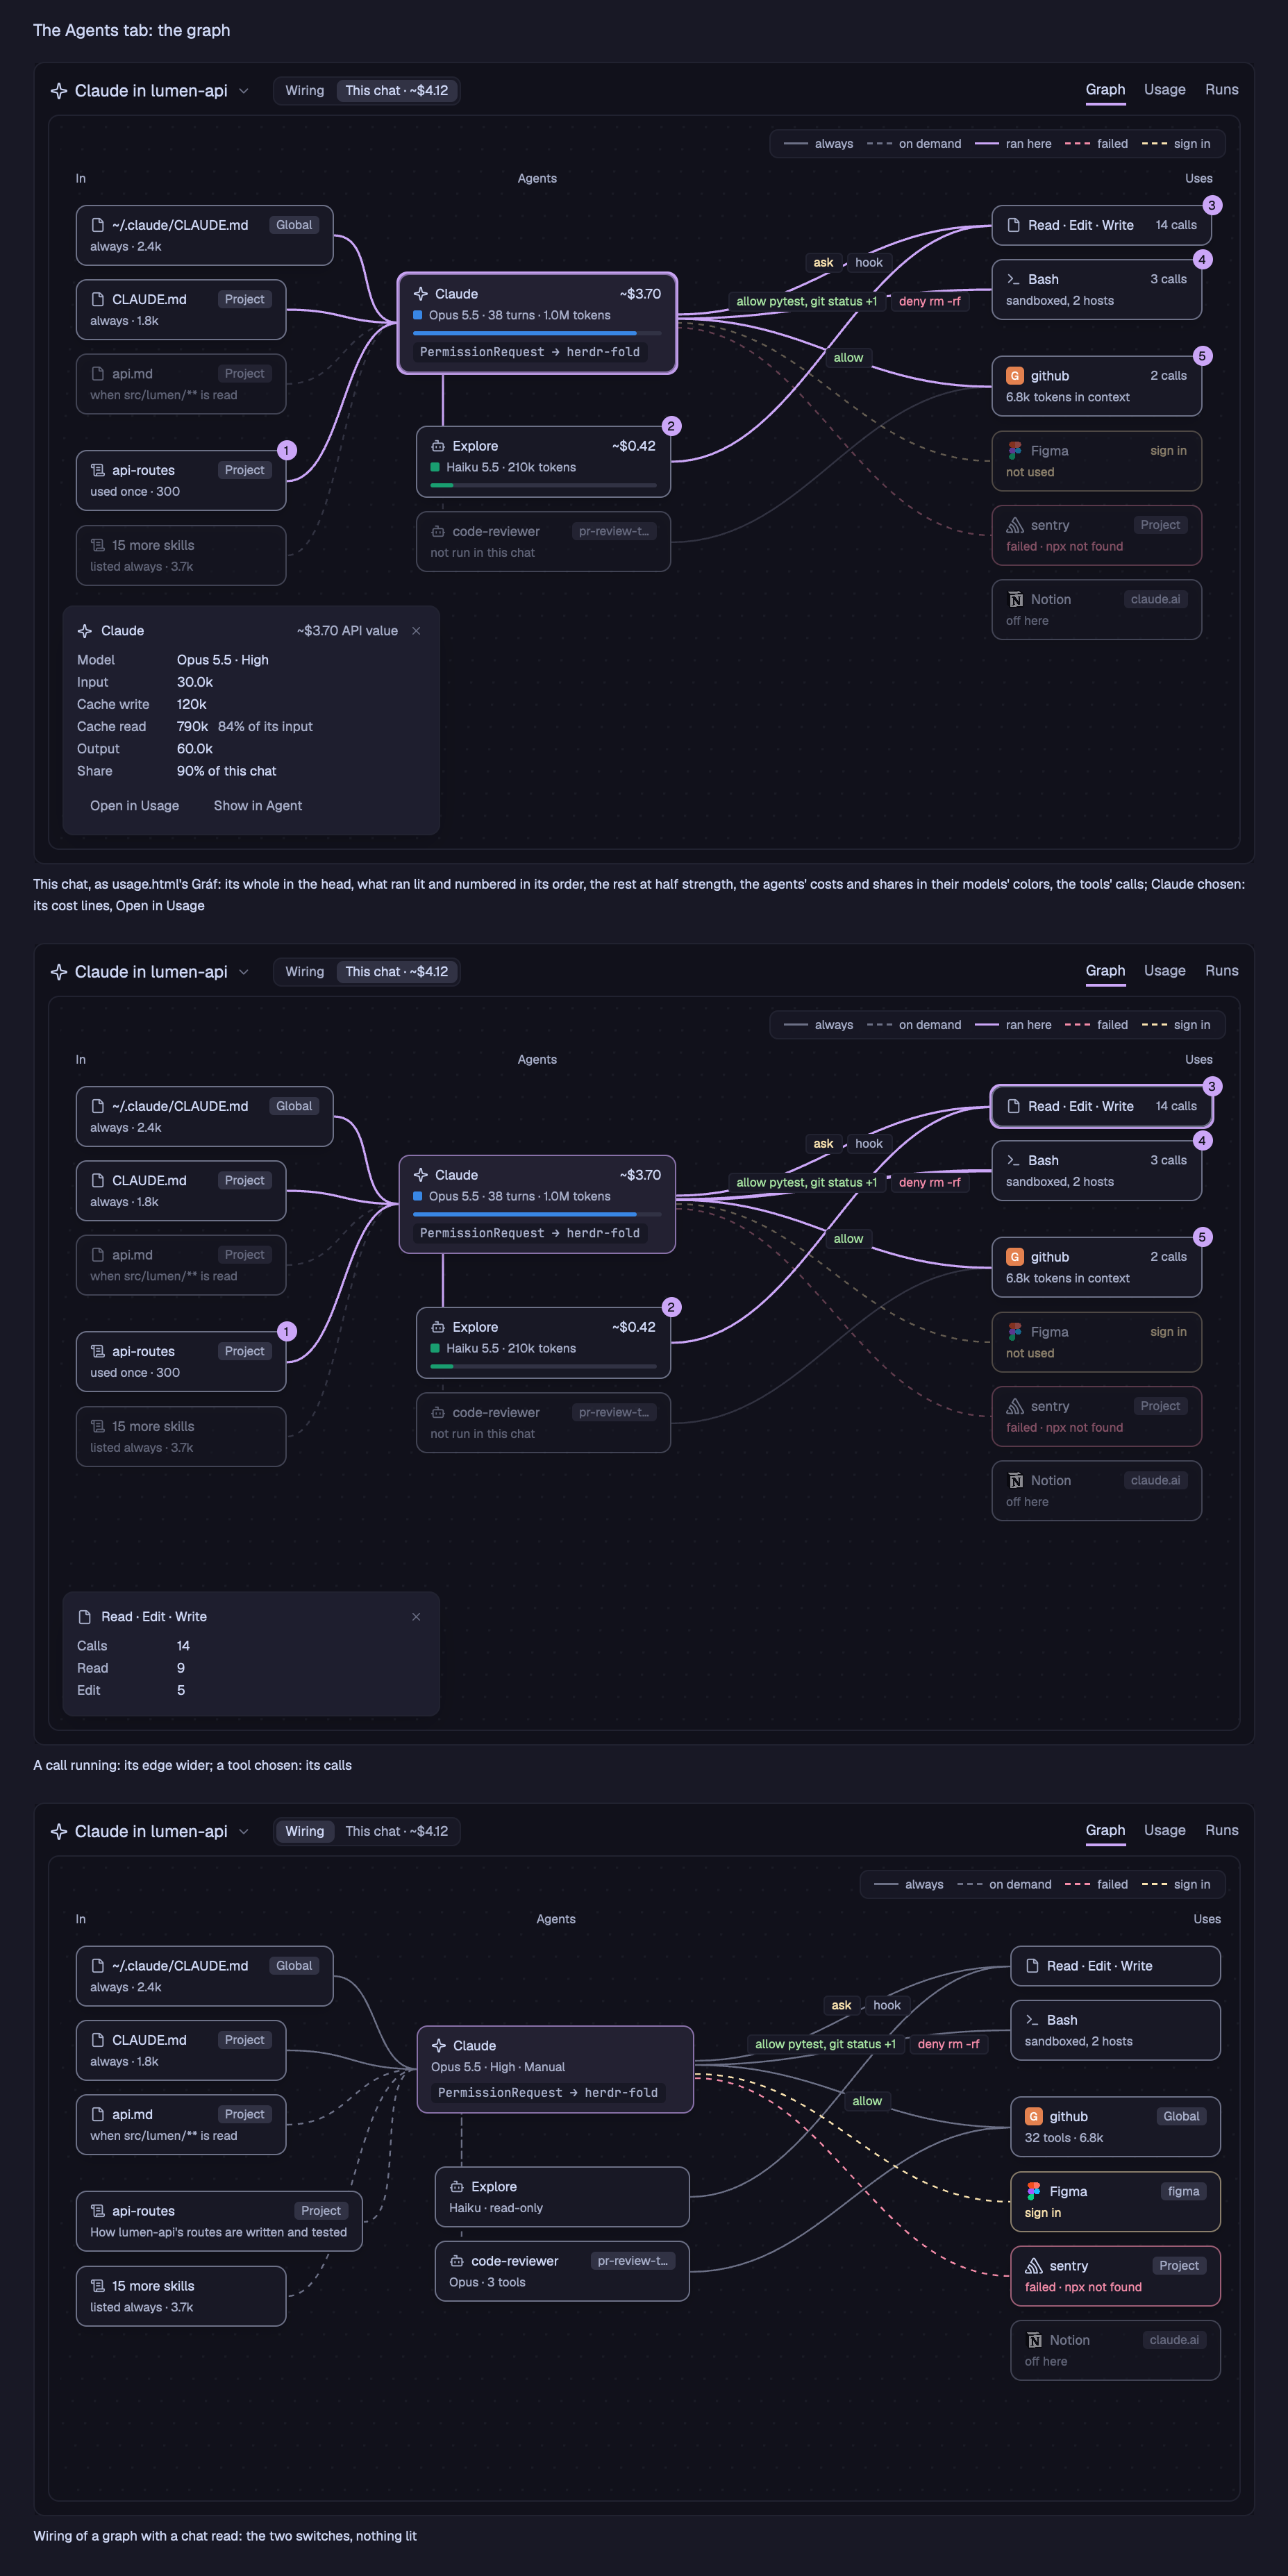 The Agents tab: the graph
Claude in lumen-api
Wiring
This chat · ~$4.12
Graph
Usage
Runs
always
on demand
ran here
failed
sign in
In
Agents
Uses
~/.claude/CLAUDE.md
Global
always · 2.4k
CLAUDE.md
Project
always · 1.8k
api.md
Project
when src/lumen/** is read
1
api-routes
Project
used once · 300
15 more skills
listed always · 3.7k
Claude
~$3.70
Opus 5.5 · 38 turns · 1.0M tokens
PermissionRequest → herdr-fold
2
Explore
~$0.42
Haiku 5.5 · 210k tokens
code-reviewer
pr-review-t...
not run in this chat
ask
hook
allow pytest, git status +1
deny rm -rf
allow
3
Read · Edit · Write
14 calls
4
Bash
3 calls
sandboxed, 2 hosts
5
G
github
2 calls
6.8k tokens in context
Figma
sign in
not used
sentry
Project
failed · npx not found
Notion
claude.ai
off here
Claude
~$3.70 API value
Model
Opus 5.5 · High
Input
30.0k
Cache write
120k
Cache read
790k 84% of its input
Output
60.0k
Share
90% of this chat
Open in Usage
Show in Agent
This chat, as usage.html's Gráf: its whole in the head, what ran lit and numbered in its order, the rest at half strength, the agents' costs and shares in their models' colors, the tools' calls; Claude chosen:
its cost lines, Open in Usage
Claude in lumen-api
Wiring
This chat · ~$4.12
Graph
Usage
Runs
always
on demand
ran here
failed
sign in
In
Agents
Uses
~/.claude/CLAUDE.md
Global
always · 2.4k
CLAUDE.md
Project
always · 1.8k
api.md
Project
when src/lumen/** is read
1
api-routes
Project
used once · 300
15 more skills
listed always · 3.7k
Claude
~$3.70
Opus 5.5 · 38 turns · 1.0M tokens
PermissionRequest → herdr-fold
2
Explore
~$0.42
Haiku 5.5 · 210k tokens
code-reviewer
pr-review-t...
not run in this chat
ask
hook
allow pytest, git status +1
deny rm -rf
allow
3
Read · Edit · Write
14 calls
4
Bash
3 calls
sandboxed, 2 hosts
5
G
github
2 calls
6.8k tokens in context
Figma
sign in
not used
sentry
Project
failed · npx not found
Notion
claude.ai
off here
Read · Edit · Write
Calls
14
Read
9
Edit
5
A call running: its edge wider; a tool chosen: its calls
Claude in lumen-api
Wiring
This chat · ~$4.12
Graph
Usage
Runs
always
on demand
failed
sign in
In
Agents
Uses
~/.claude/CLAUDE.md
Global
always · 2.4k
CLAUDE.md
Project
always · 1.8k
api.md
Project
when src/lumen/** is read
api-routes
Project
How lumen-api's routes are written and tested
15 more skills
listed always · 3.7k
Claude
Opus 5.5 · High · Manual
PermissionRequest → herdr-fold
Explore
Haiku · read-only
code-reviewer
pr-review-t...
Opus · 3 tools
ask
hook
allow pytest, git status +1
deny rm -rf
allow
Read · Edit · Write
Bash
sandboxed, 2 hosts
G
github
Global
32 tools · 6.8k
Figma
figma
sign in
sentry
Project
failed · npx not found
Notion
claude.ai
off here
Wiring of a graph with a chat read: the two switches, nothing lit